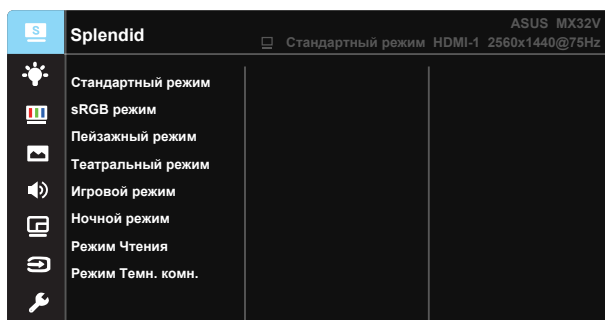 S
Splendid
ASUS MX32V
Стандартный режим HDMI-1 2560x1440@75Hz
Стандартный режим
sRGB режим
Пейзажный режим
Театральный режим
Игровой режим
Ночной режим
Режим Чтения
Режим Темн. комн.